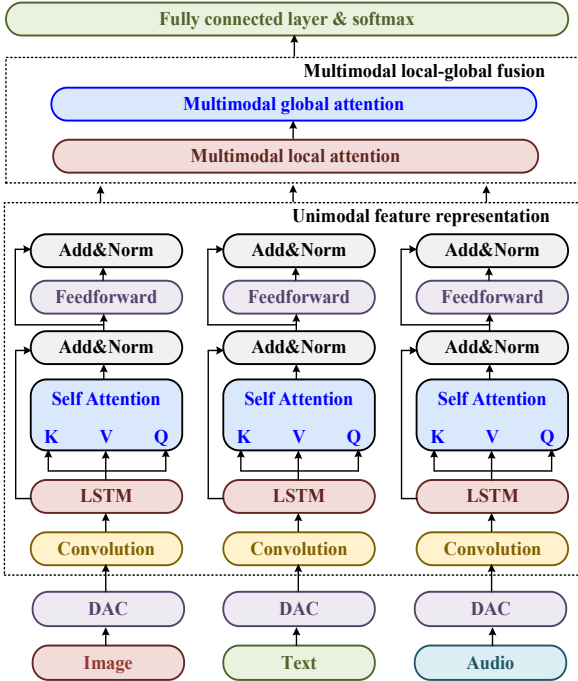 Fully connected layer & softmax
Multimodal local-global fusion
Multimodal global attention
Multimodal local attention
Unimodal feature representation
Add&Norm Add&Norm Add&Norm
Feedforward Feedforward Feedforward
Add&Norm Add&Norm Add&Norm
Self Attention Self Attention Self Attention
K V Q K V Q K V Q
LSTM LSTM LSTM
Convolution Convolution Convolution
DAC DAC DAC
Image Text Audio